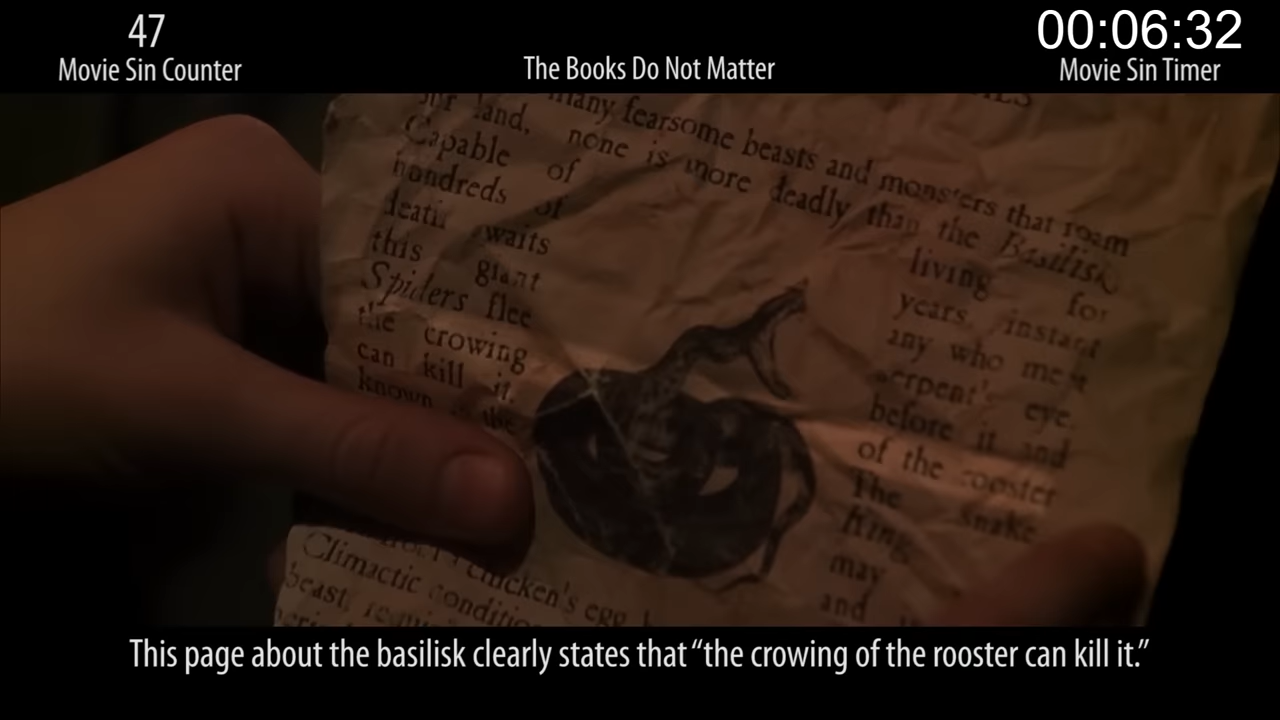 47
Movie Sin Counter
The Books Do Not Matter
00:06:32
Movie Sin Timer
our land, many fearsome beasts and monsters that roam
none is more deadly than the Basilisk
Capable of living for
hundreds of years, instant
death waits any who meet
this giant serpent's eye.
Spiders flee before it and
the crowing of the rooster
can kill it. The snake
known King
may
and
chicken's egg
Climactic conditio
beast, requi
This page about the basilisk clearly states that “the crowing of the rooster can kill it.”